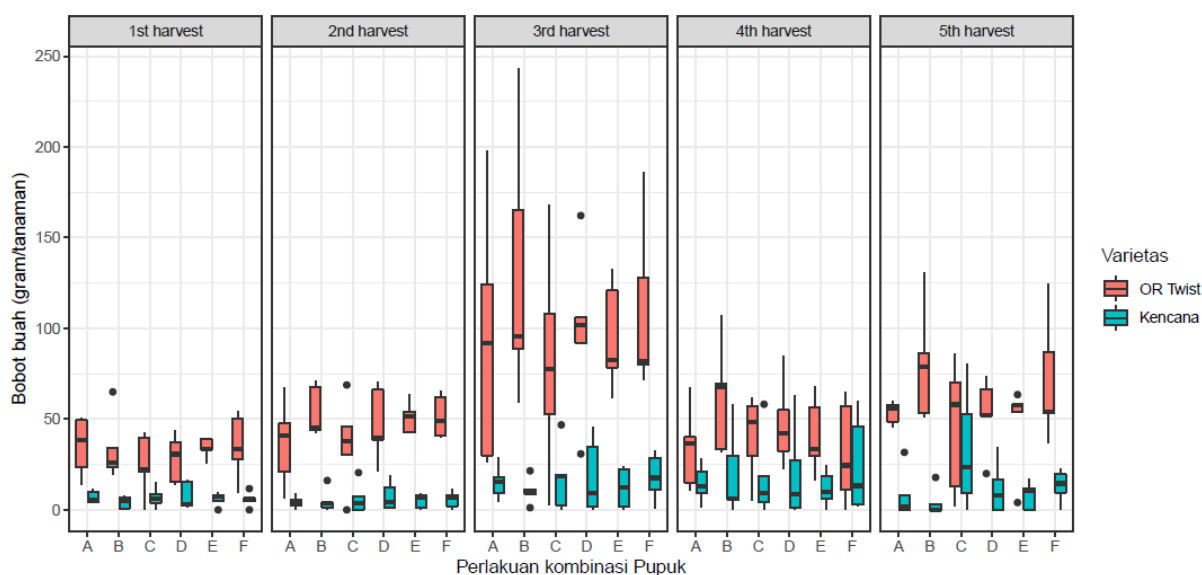 1st harvest 2nd harvest 3rd harvest 4th harvest 5th harvest
250
200
150
100
50
0
Bobot buah (gram/tanaman)
A B C D E F A B C D E F A B C D E F A B C D E F A B C D E F
Perlakuan kombinasi Pupuk
Varietas
OR Twist
Kencana